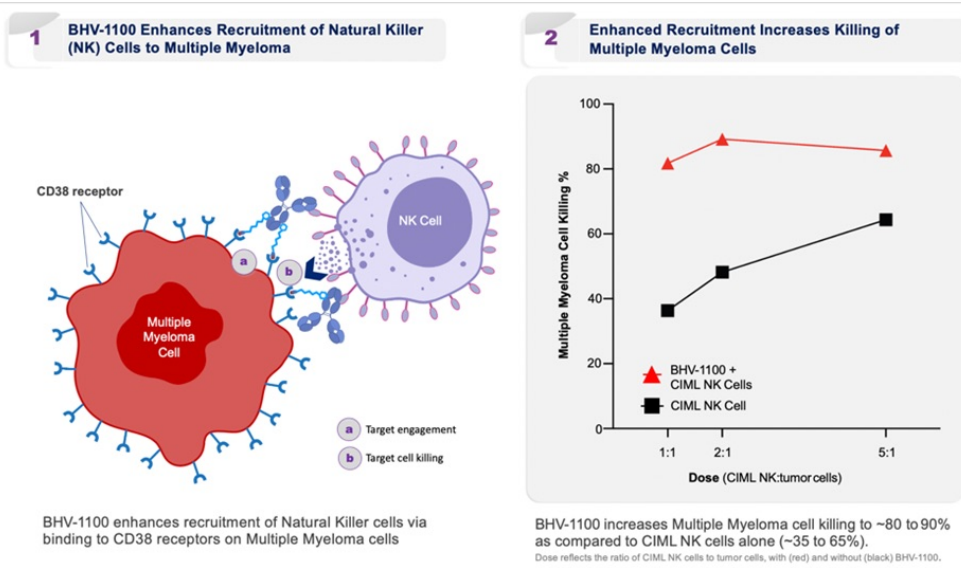 1
BHV-1100 Enhances Recruitment of Natural Killer
(NK) Cells to Multiple Myeloma
CD38 receptor
NK Cell
a
b
Multiple
Myeloma
Cell
a Target engagement
b Target cell killing
BHV-1100 enhances recruitment of Natural Killer cells via
binding to CD38 receptors on Multiple Myeloma cells
2
Enhanced Recruitment Increases Killing of
Multiple Myeloma Cells
Multiple Myeloma Cell Killing %
100
80
60
40
20
0
BHV-1100 +
CIML NK Cells
CIML NK Cell
1:1 2:1 5:1
Dose (CIML NK:tumor cells)
BHV-1100 increases Multiple Myeloma cell killing to ~80 to 90%
as compared to CIML NK cells alone (~35 to 65%).
Dose reflects the ratio of CIML NK cells to tumor cells, with (red) and without (black) BHV-1100.